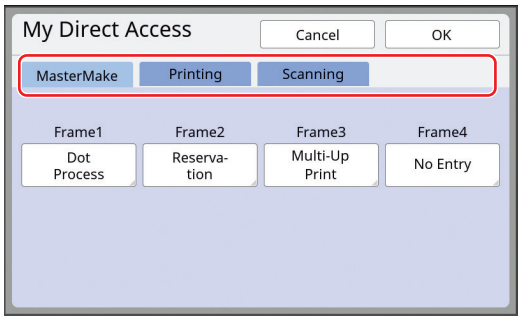 My Direct Access
Cancel
OK
MasterMake
Printing
Scanning
Frame1
Frame2
Frame3
Frame4
Dot
Process
Reserva-
tion
Multi-Up
Print
No Entry